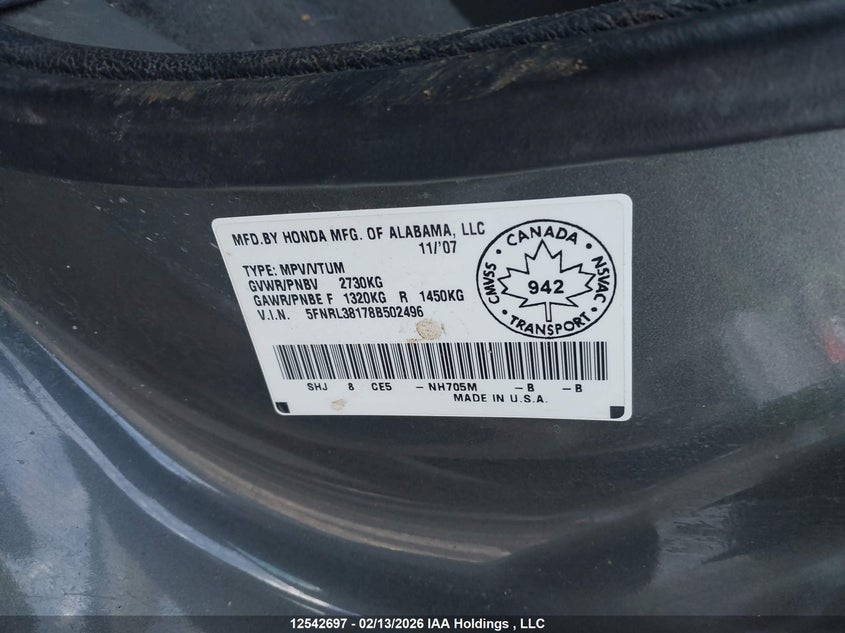 MFD.BY HONDA MFG. OF ALABAMA, LLC
11/'07
TYPE: MPV/VTUM
GVWR/PNBV 2730KG
GAWR/PNBE F 1320KG R 1450KG
V.I.N. 5FNRL38178B502496
CANADA
CMVSS 942 NSVAC
TRANSPORT
SHJ 8 CE5 -NH705M -B -B
MADE IN U.S.A.
12542697 - 02/13/2026 IAA Holdings , LLC